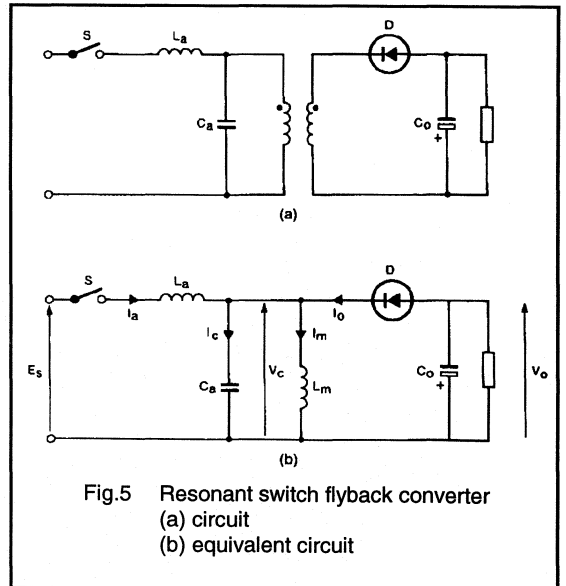 S
La
D
Ca
Co
+
(a)
S
La
D
Ia
Io
Ic
Im
Es
Ca
Vc
Lm
Co
+
Vo
(b)
Fig.5 Resonant switch flyback converter
(a) circuit
(b) equivalent circuit